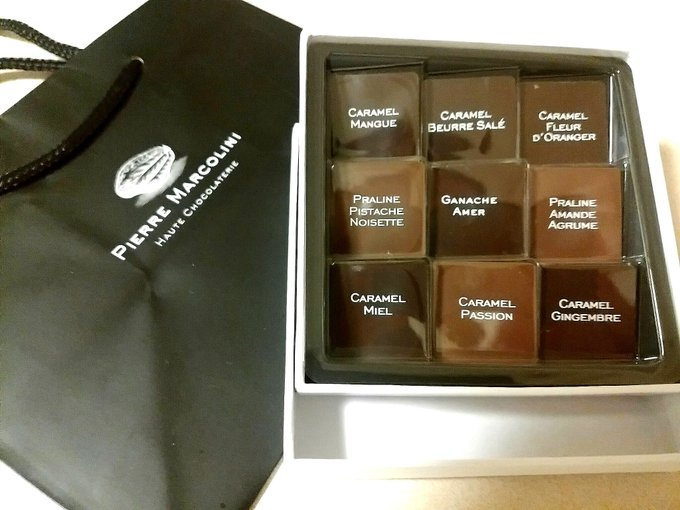 PIERRE MARCOLINI
HAUTE CHOCOLATERIE
CARAMEL
MANGUE
CARAMEL
BEURRE SALÉ
CARAMEL
FLEUR
D'ORANGER
PRALINE
PISTACHE
NOISETTE
GANACHE
AMER
PRALINE
AMANDE
AGRUME
CARAMEL
MIEL
CARAMEL
PASSION
CARAMEL
GINGEMBRE